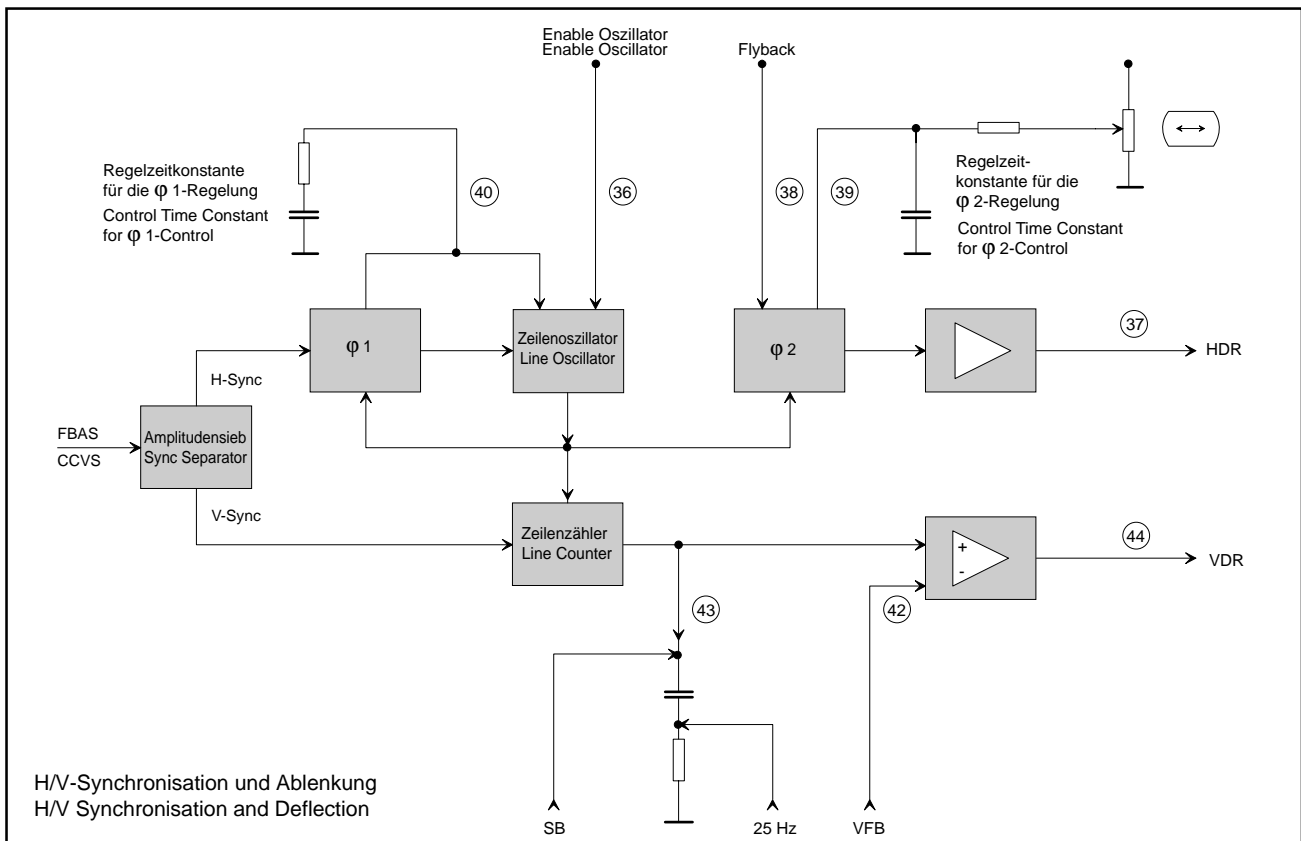 Enable Oszillator
Enable Oscillator
Flyback
Regelzeitkonstante
für die φ 1-Regelung
Control Time Constant
for φ 1-Control
40
36
38
39
Regelzeit-
konstante für die
φ 2-Regelung
Control Time Constant
for φ 2-Control
φ 1
Zeilenoszillator
Line Oscillator
φ 2
37
HDR
H-Sync
FBAS
CCVS
Amplitudensieb
Sync Separator
V-Sync
Zeilenzähler
Line Counter
+
-
44
VDR
43
42
H/V-Synchronisation und Ablenkung
H/V Synchronisation and Deflection
SB
25 Hz
VFB